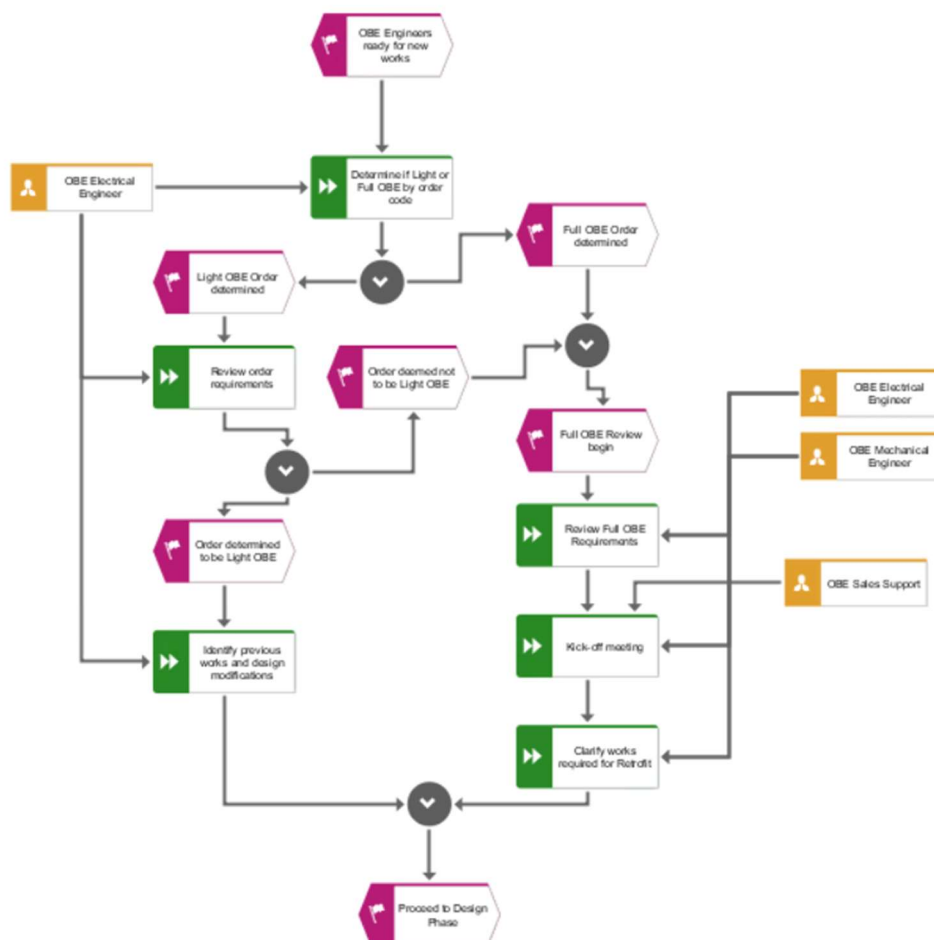 OBE Engineers
ready for new
works
OBE Electrical
Engineer
Determine if Light or
Full OBE by order
code
Full OBE Order
determined
Light OBE Order
determined
Review order
requirements
Order deemed not
to be Light OBE
OBE Electrical
Engineer
Full OBE Review
begin
OBE Mechanical
Engineer
Order determined
to be Light OBE
Review Full OBE
Requirements
OBE Sales Support
Identify previous
works and design
modifications
Kick-off meeting
Clarify works
required for Retrofit
Proceed to Design
Phase